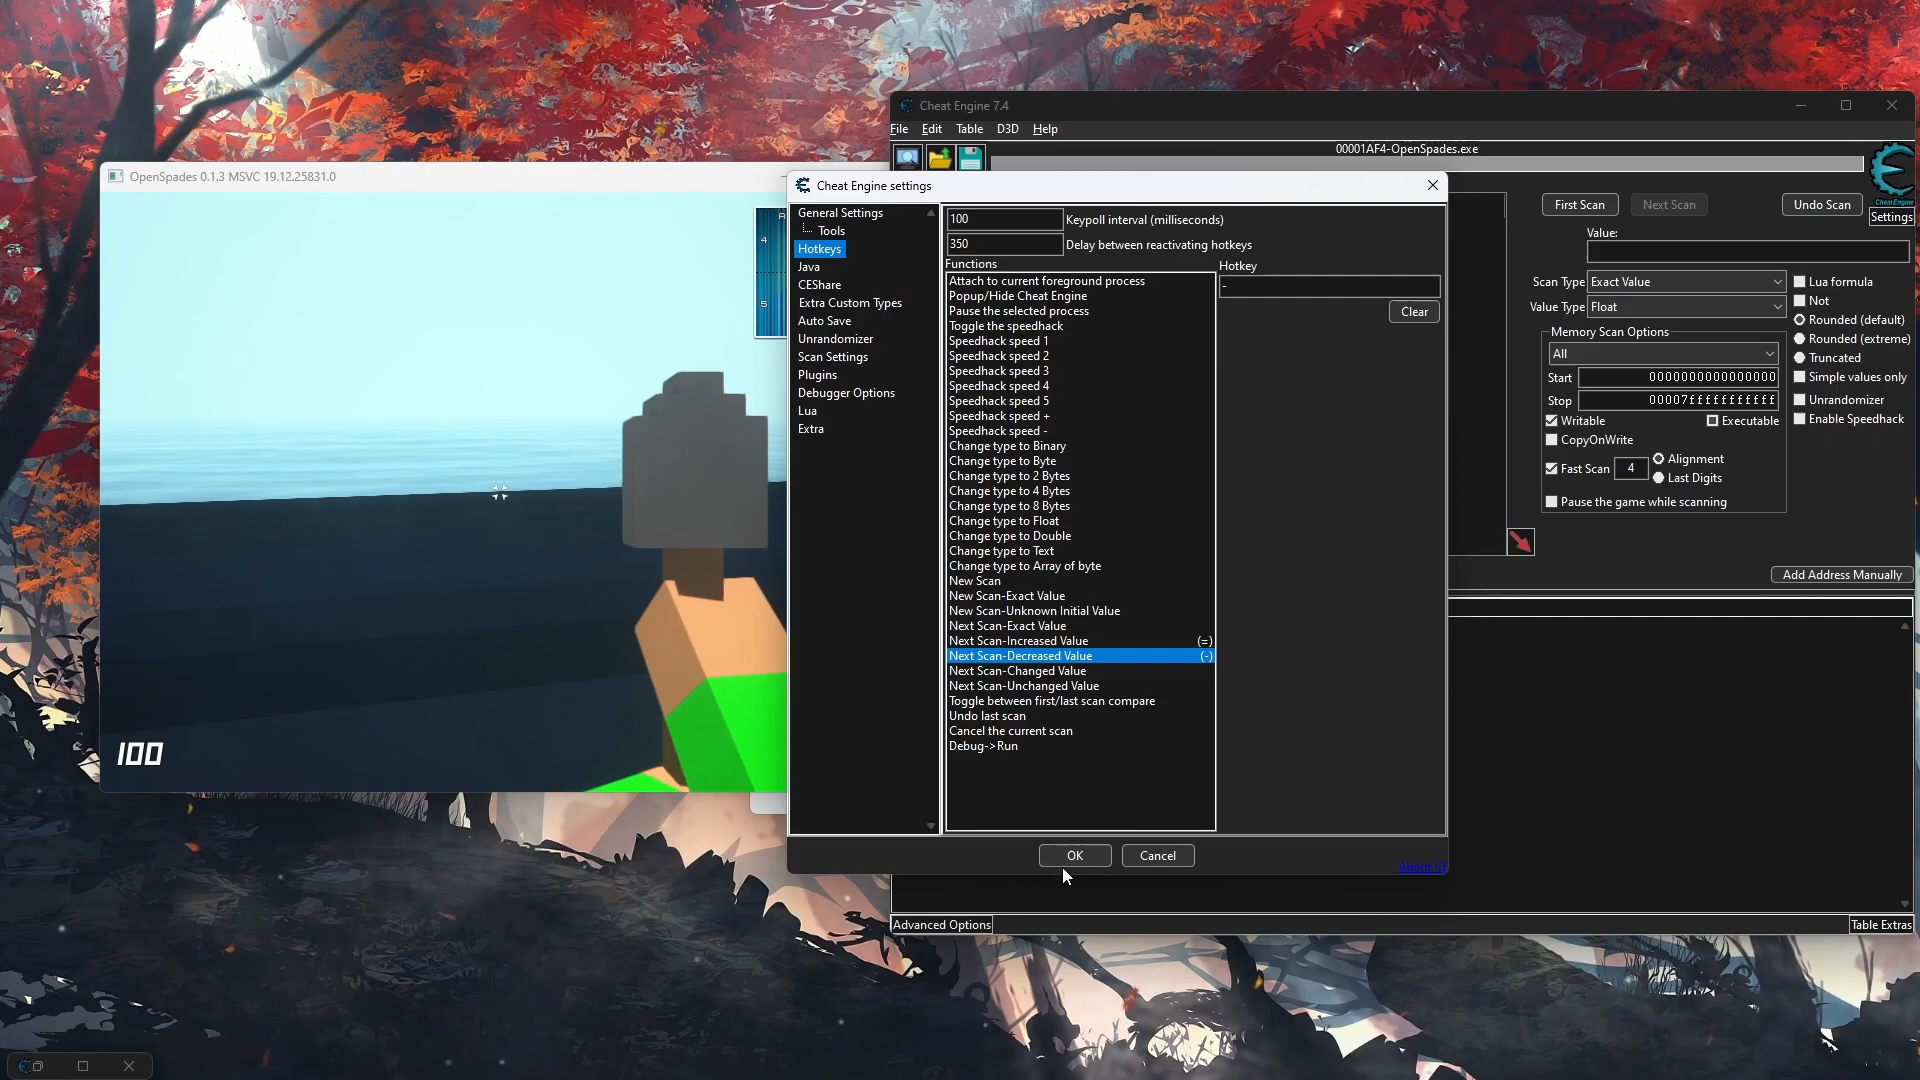 Cheat Engine 7.4
File Edit Table D3D Help
00001AF4-OpenSpades.exe
OpenSpades 0.1.3 MSVC 19.12.25831.0
A
4
5
100
Cheat Engine settings
General Settings
Tools
Hotkeys
Java
CEShare
Extra Custom Types
Auto Save
Unrandomizer
Scan Settings
Plugins
Debugger Options
Lua
Extra
100 Keypoll interval (milliseconds)
350 Delay between reactivating hotkeys
Functions
Attach to current foreground process
Popup/Hide Cheat Engine
Pause the selected process
Toggle the speedhack
Speedhack speed 1
Speedhack speed 2
Speedhack speed 3
Speedhack speed 4
Speedhack speed 5
Speedhack speed +
Speedhack speed -
Change type to Binary
Change type to Byte
Change type to 2 Bytes
Change type to 4 Bytes
Change type to 8 Bytes
Change type to Float
Change type to Double
Change type to Text
Change type to Array of byte
New Scan
New Scan-Exact Value
New Scan-Unknown Initial Value
Next Scan-Exact Value
Next Scan-Increased Value (=)
Next Scan-Decreased Value (-)
Next Scan-Changed Value
Next Scan-Unchanged Value
Toggle between first/last scan compare
Undo last scan
Cancel the current scan
Debug->Run
Hotkey
-
Clear
OK Cancel
About CE
Cheat Engine
Settings
First Scan Next Scan Undo Scan
Value:
Scan Type Exact Value
Value Type Float
Lua formula
Not
Rounded (default)
Rounded (extreme)
Truncated
Simple values only
Unrandomizer
Enable Speedhack
Memory Scan Options
All
Start 0000000000000000
Stop 00007fffffffffff
Writable Executable
CopyOnWrite
Fast Scan 4 Alignment
Last Digits
Pause the game while scanning
Add Address Manually
Advanced Options
Table Extras